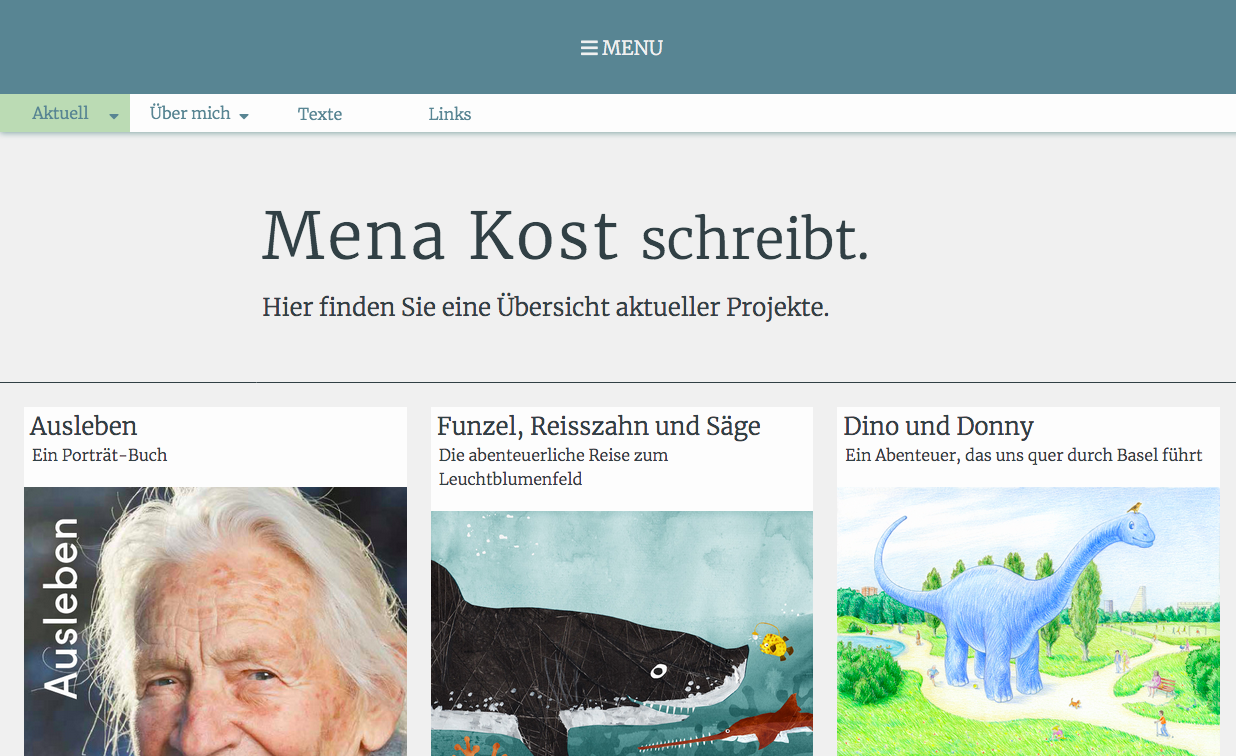 MENU
Aktuell
Über mich
Texte
Links
Mena Kost schreibt.
Hier finden Sie eine Übersicht aktueller Projekte.
Ausleben
Ein Porträt-Buch
Ausleben
Funzel, Reisszahn und Säge
Die abenteuerliche Reise zum
Leuchtblumenfeld
Dino und Donny
Ein Abenteuer, das uns quer durch Basel führt